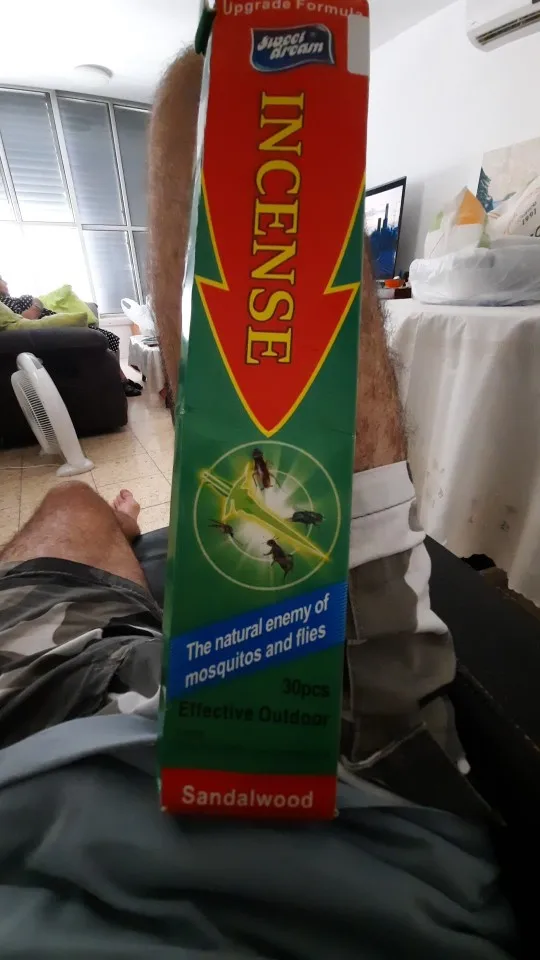 Upgrade Formula
Sweet
dream
INCENSE
The natural enemy of
mosquitos and flies
30pcs
Effective Outdoor
Sandalwood